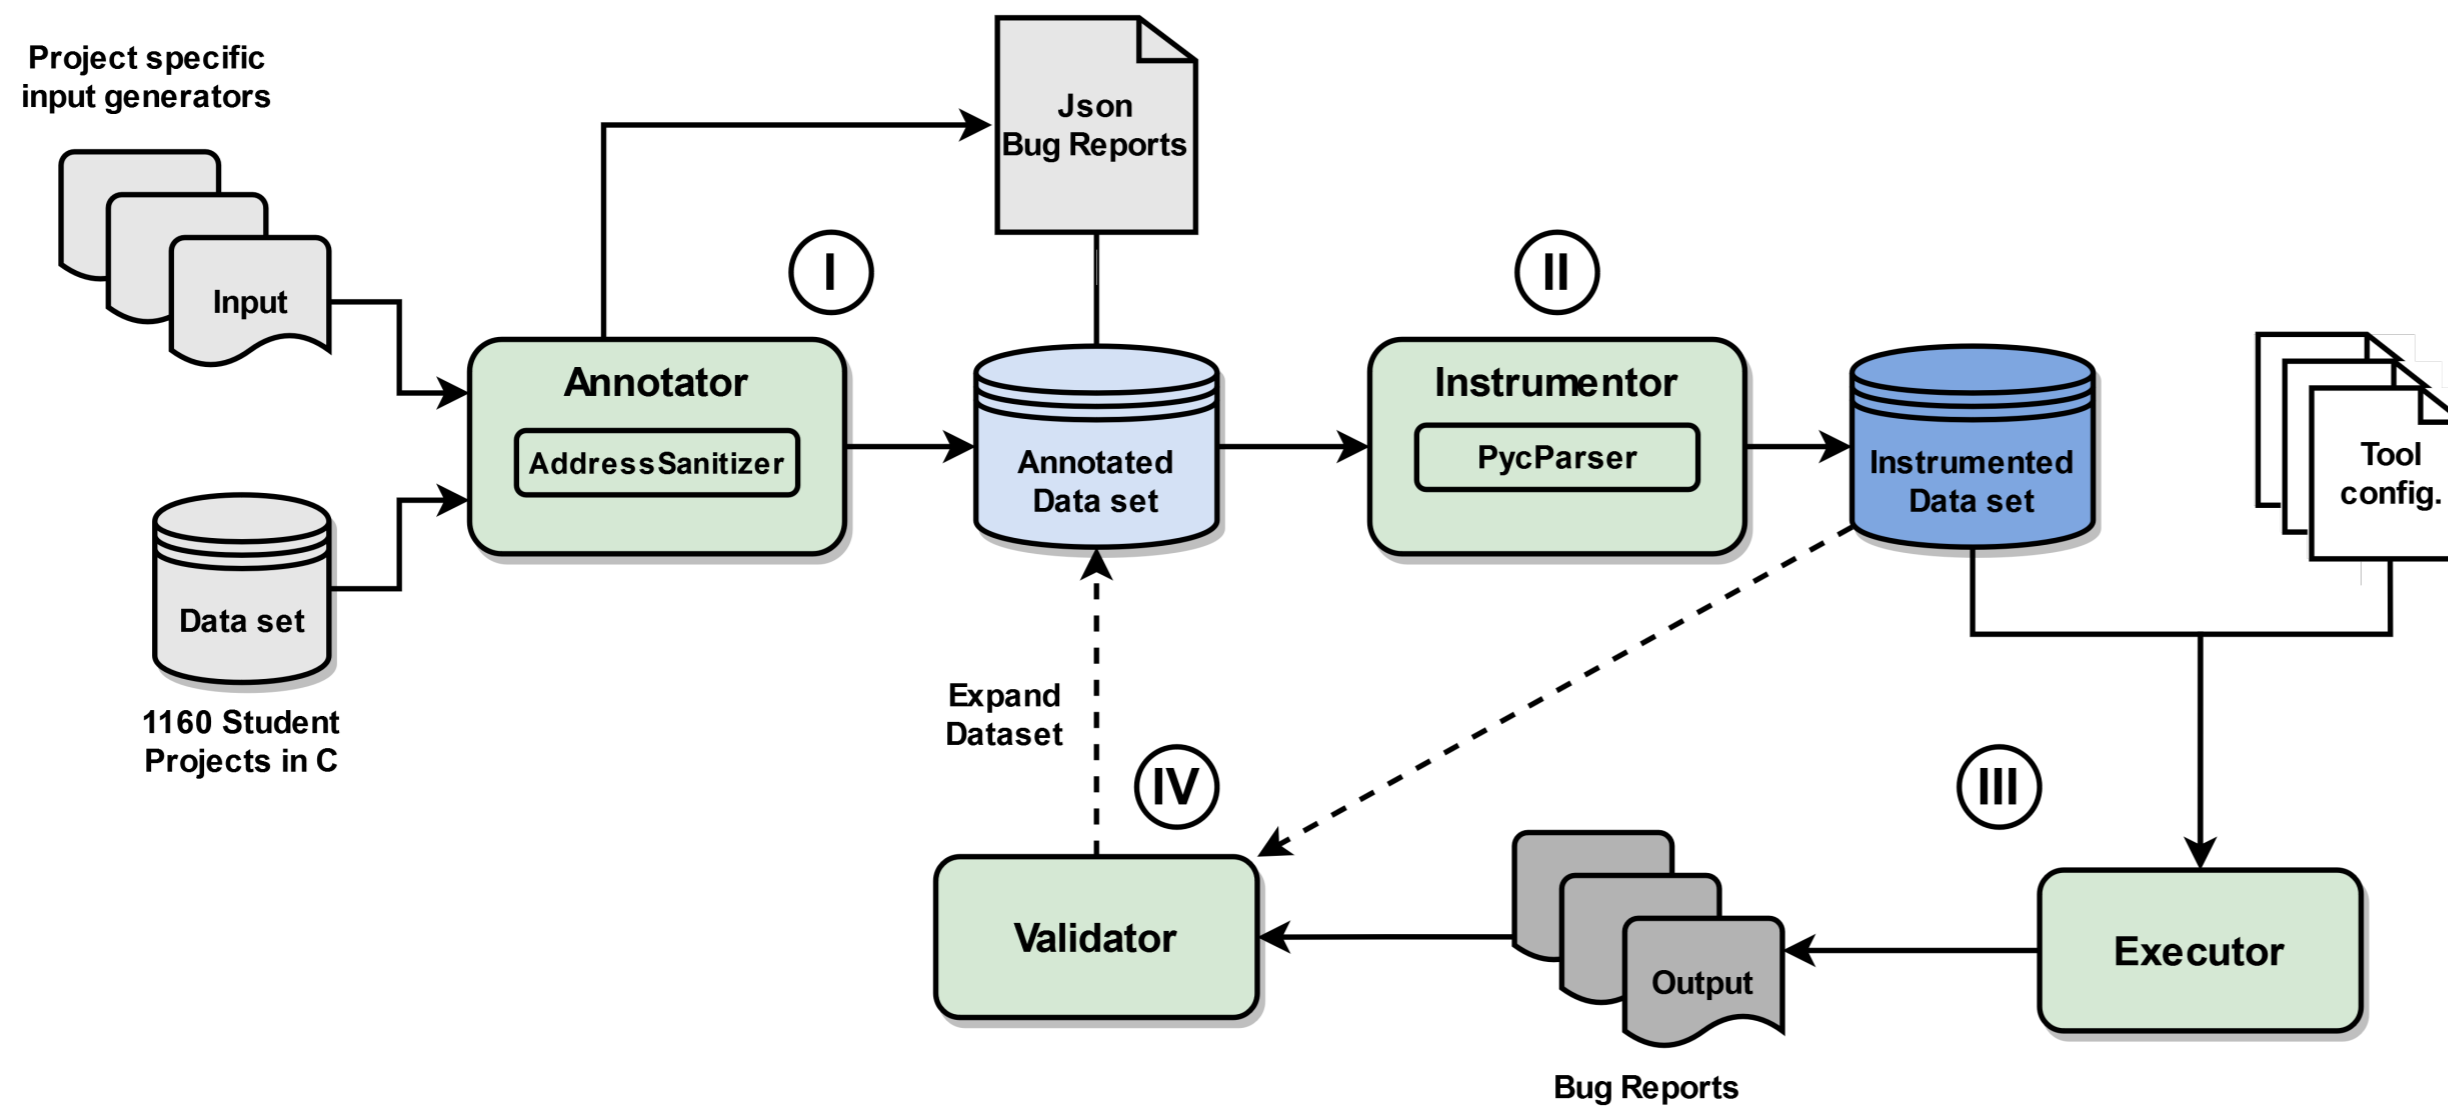 Project specific
input generators
Input
Data set
1160 Student
Projects in C
Annotator
AddressSanitizer
I
Json
Bug Reports
Annotated
Data set
II
Instrumentor
PycParser
Instrumented
Data set
Tool
config.
Expand
Dataset
IV
III
Validator
Output
Bug Reports
Executor